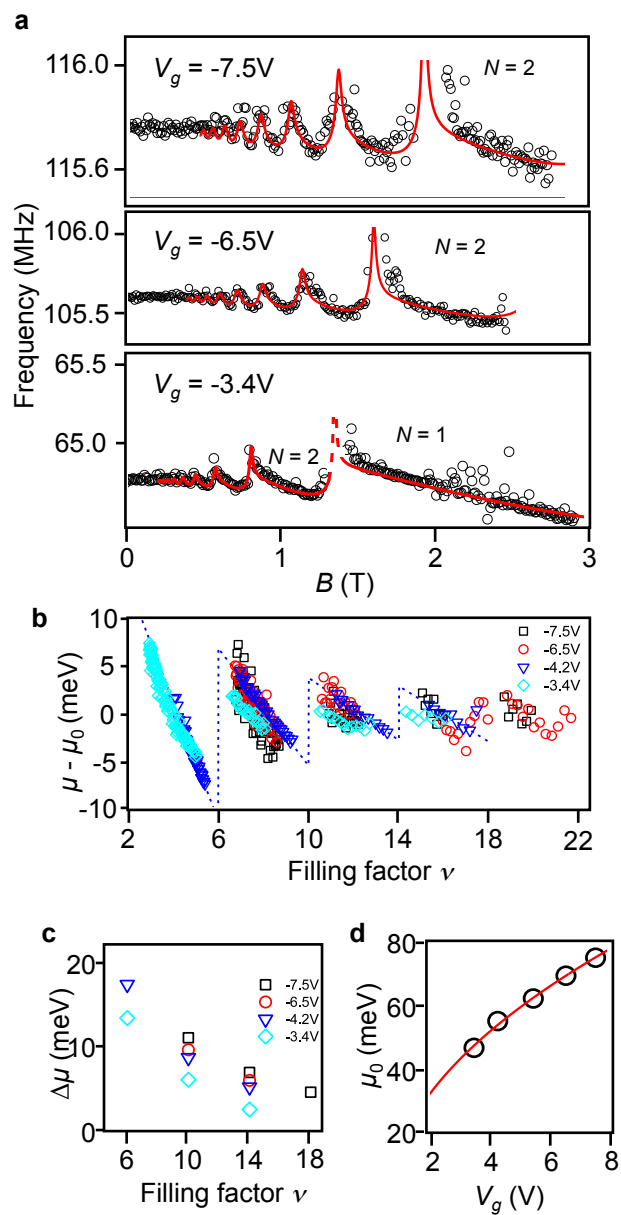 a
V_g = -7.5V
N = 2
116.0
115.6
V_g = -6.5V
N = 2
106.0
105.5
V_g = -3.4V
N = 2
N = 1
65.5
65.0
Frequency (MHz)
0 1 2 3
B (T)
b
10
5
0
-5
-10
μ - μ₀ (meV)
-7.5V
-6.5V
-4.2V
-3.4V
2 6 10 14 18 22
Filling factor ν
c
20
10
0
Δμ (meV)
-7.5V
-6.5V
-4.2V
-3.4V
6 10 14 18
Filling factor ν
d
80
60
40
20
μ₀ (meV)
2 4 6 8
V_g (V)